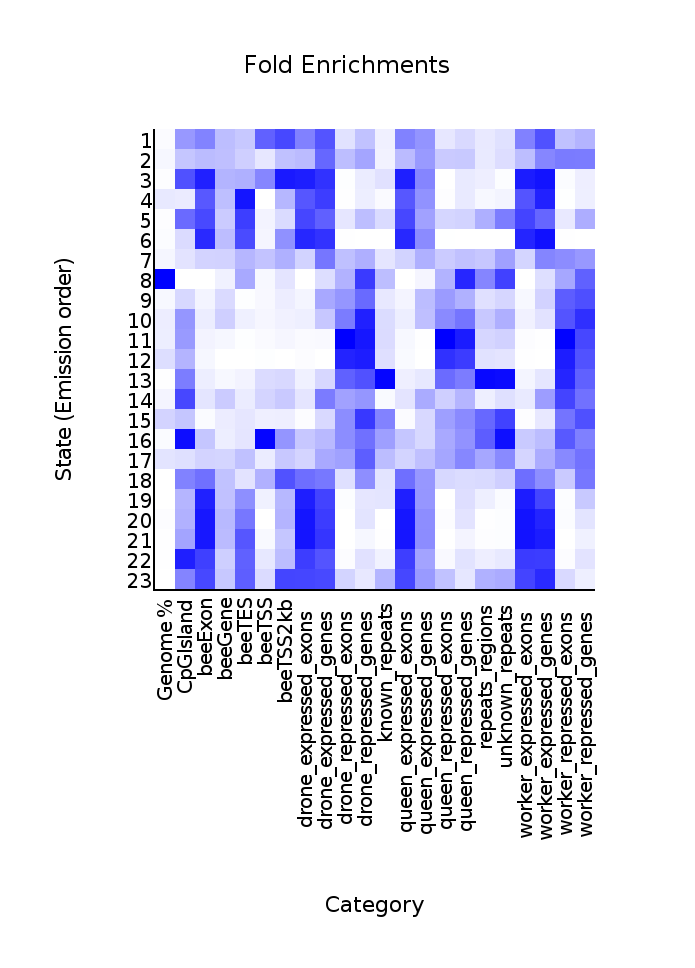 Fold Enrichments
State (Emission order)
1
2
3
4
5
6
7
8
9
10
11
12
13
14
15
16
17
18
19
20
21
22
23
Genome %
CpGIsland
beeExon
beeGene
beeTES
beeTSS
beeTSS2kb
drone_expressed_exons
drone_expressed_genes
drone_repressed_exons
drone_repressed_genes
known_repeats
queen_expressed_exons
queen_expressed_genes
queen_repressed_exons
queen_repressed_genes
repeats_regions
unknown_repeats
worker_expressed_exons
worker_expressed_genes
worker_repressed_exons
worker_repressed_genes
Category